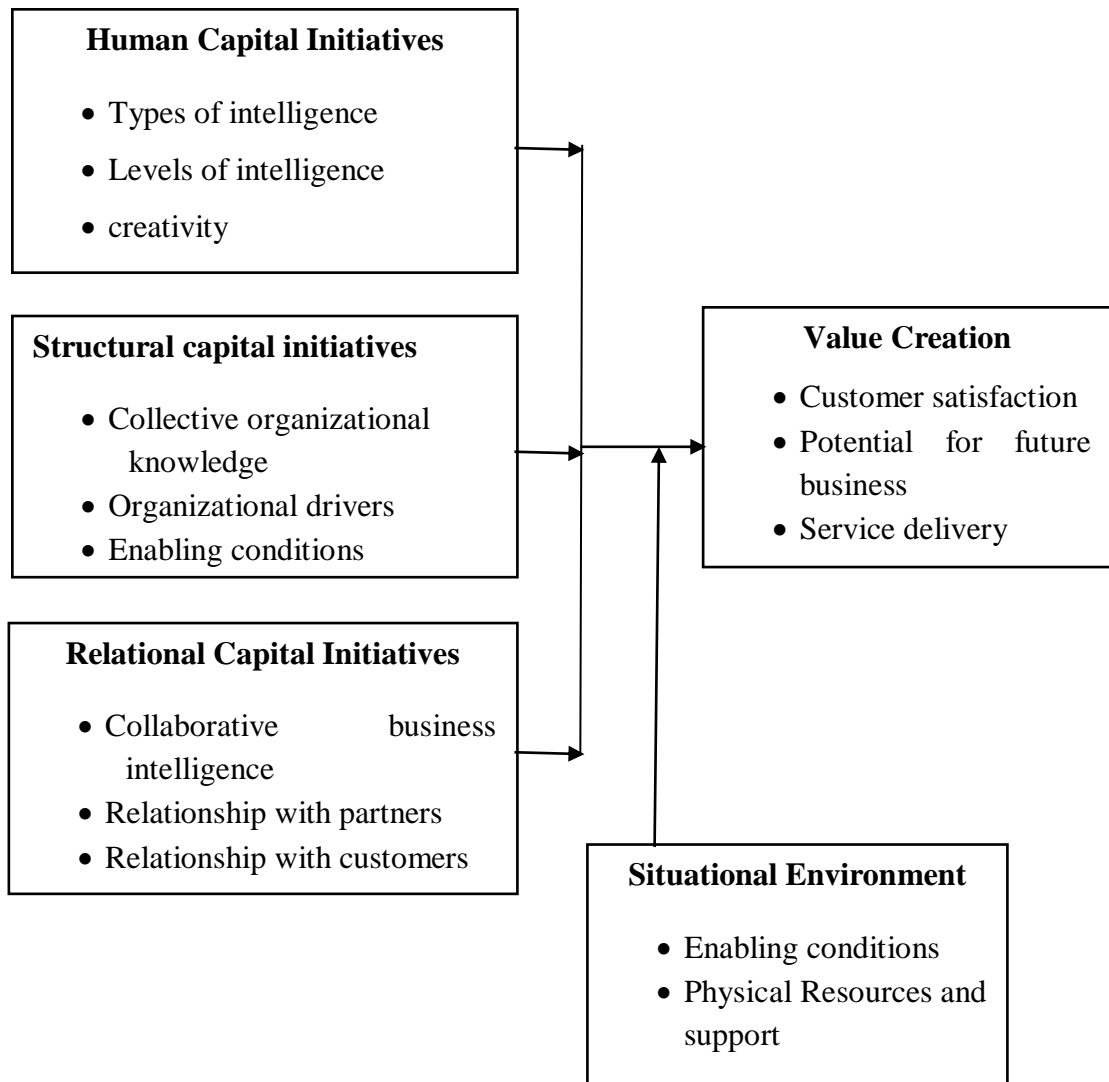 Human Capital Initiatives
• Types of intelligence
• Levels of intelligence
• creativity
Structural capital initiatives
• Collective organizational
knowledge
• Organizational drivers
• Enabling conditions
Relational Capital Initiatives
• Collaborative business
intelligence
• Relationship with partners
• Relationship with customers
Value Creation
• Customer satisfaction
• Potential for future
business
• Service delivery
Situational Environment
• Enabling conditions
• Physical Resources and
support